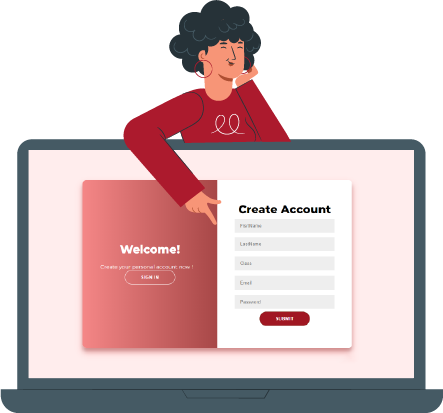 Welcome!
Create your personal account now !
SIGN IN
Create Account
FirstName
LastName
Class
Email
Password
SUBMIT